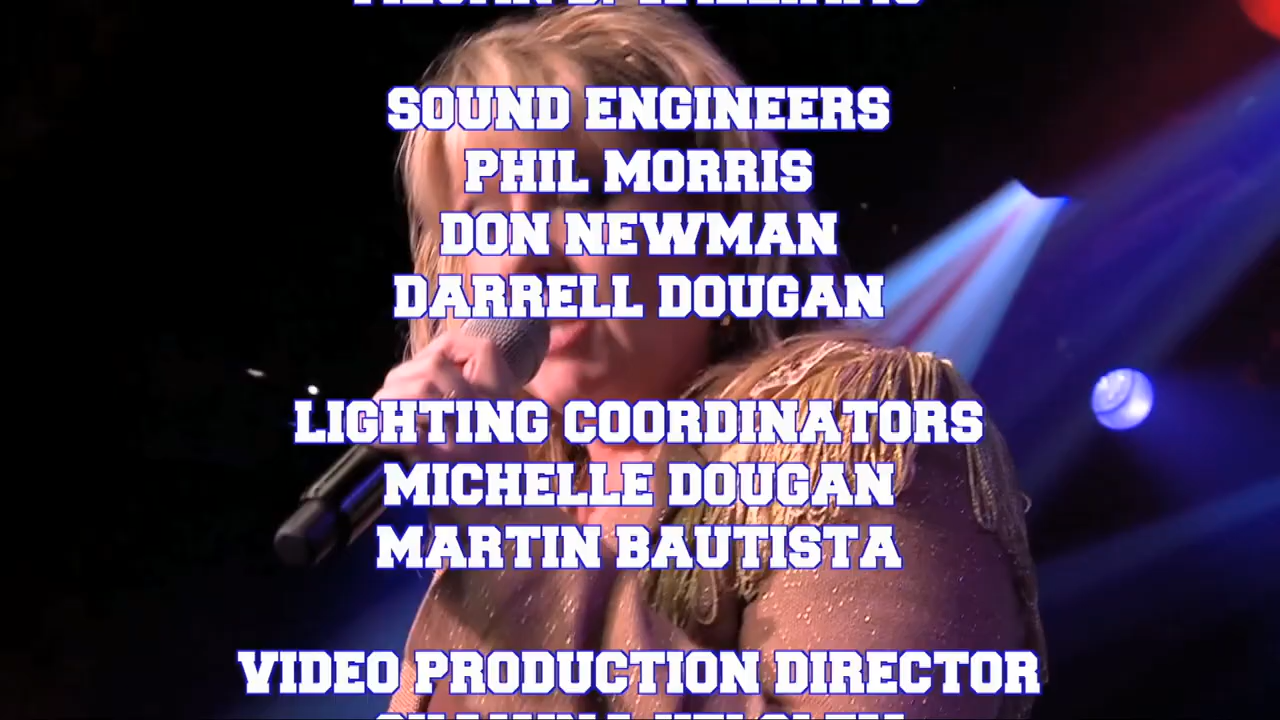 SOUND ENGINEERS
PHIL MORRIS
DON NEWMAN
DARRELL DOUGAN
LIGHTING COORDINATORS
MICHELLE DOUGAN
MARTIN BAUTISTA
VIDEO PRODUCTION DIRECTOR